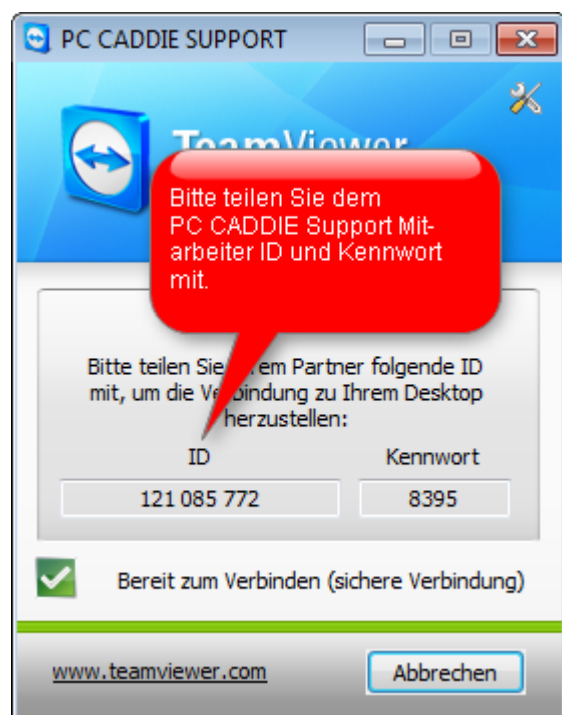 PC CADDIE SUPPORT
TeamViewer
Bitte teilen Sie dem
PC CADDIE Support Mit-
arbeiter ID und Kennwort
mit.
Bitte teilen Sie Partner folgende ID
mit, um die Verbindung zu Ihrem Desktop
herzustellen:
ID
Kennwort
121 085 772
8395
Bereit zum Verbinden (sichere Verbindung)
www.teamviewer.com
Abbrechen